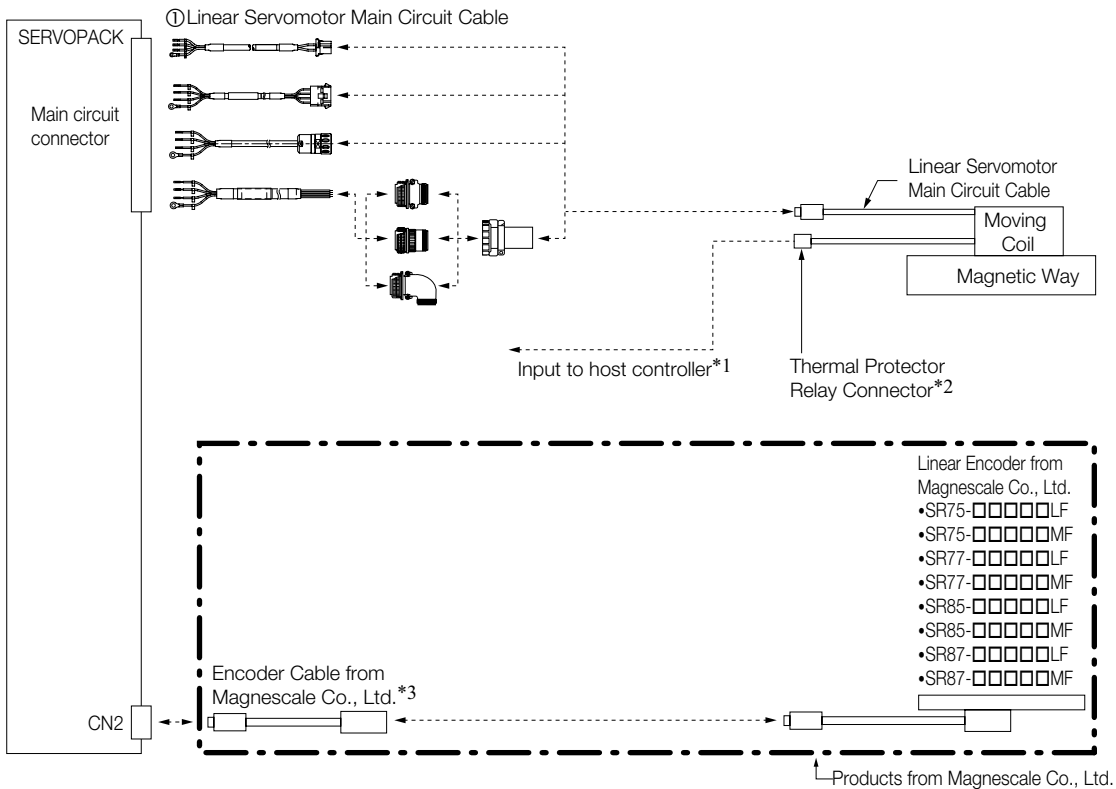 ①Linear Servomotor Main Circuit Cable
SERVOPACK
Main circuit
connector
Linear Servomotor
Main Circuit Cable
Moving
Coil
Magnetic Way
Input to host controller*1
Thermal Protector
Relay Connector*2
Linear Encoder from
Magnescale Co., Ltd.
•SR75-□□□□□LF
•SR75-□□□□□MF
•SR77-□□□□□LF
•SR77-□□□□□MF
•SR85-□□□□□LF
•SR85-□□□□□MF
•SR87-□□□□□LF
•SR87-□□□□□MF
Encoder Cable from
Magnescale Co., Ltd.*3
CN2
Products from Magnescale Co., Ltd.